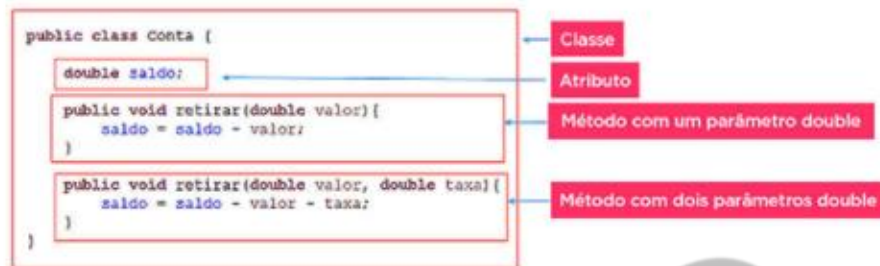 public class Conta {
Classe
double saldo;
Atributo
public void retirar(double valor){
Método com um parâmetro double
saldo = saldo - valor;
}
public void retirar(double valor, double taxa){
Método com dois parâmetros double
saldo = saldo - valor - taxa;
}
}